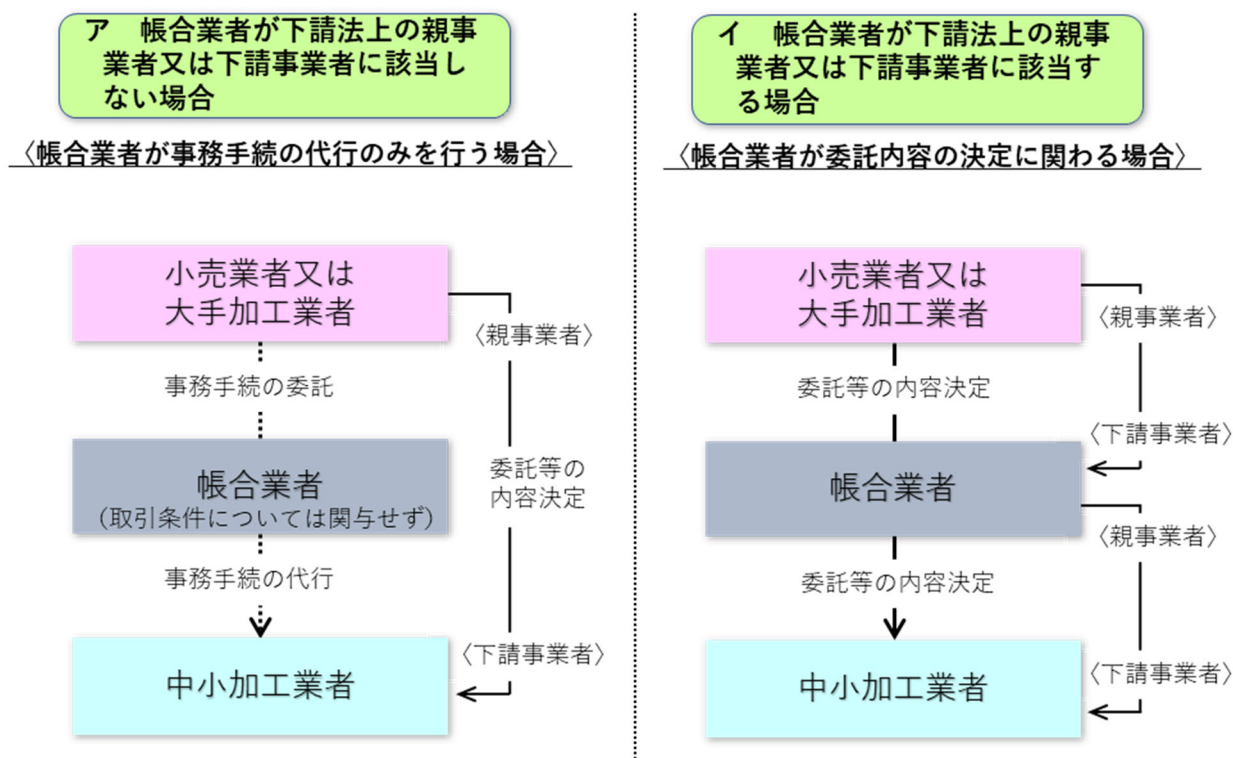 ア　帳合業者が下請法上の親事
業者又は下請事業者に該当し
ない場合
〈帳合業者が事務手続の代行のみを行う場合〉
小売業者又は
大手加工業者
〈親事業者〉
事務手続の委託
帳合業者
（取引条件については関与せず）
委託等の
内容決定
事務手続の代行
〈下請事業者〉
中小加工業者
イ　帳合業者が下請法上の親事
業者又は下請事業者に該当す
る場合
〈帳合業者が委託内容の決定に関わる場合〉
小売業者又は
大手加工業者
〈親事業者〉
委託等の内容決定
〈下請事業者〉
帳合業者
〈親事業者〉
委託等の内容決定
〈下請事業者〉
中小加工業者